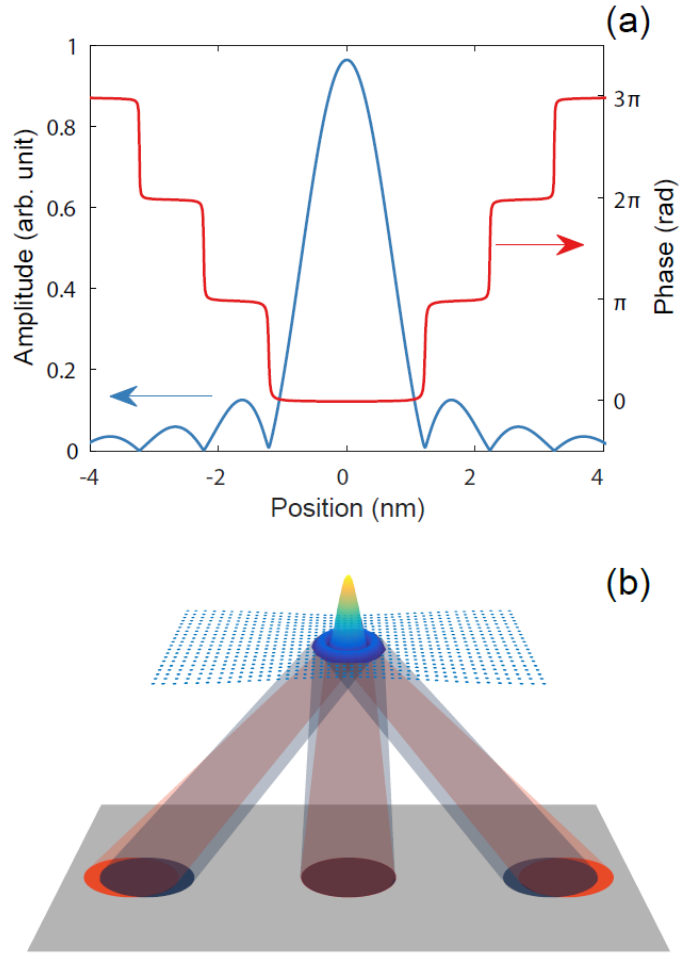 (a)
1
0.8
0.6
0.4
0.2
0
Amplitude (arb. unit)
3π
2π
π
0
Phase (rad)
-4
-2
0
2
4
Position (nm)
(b)